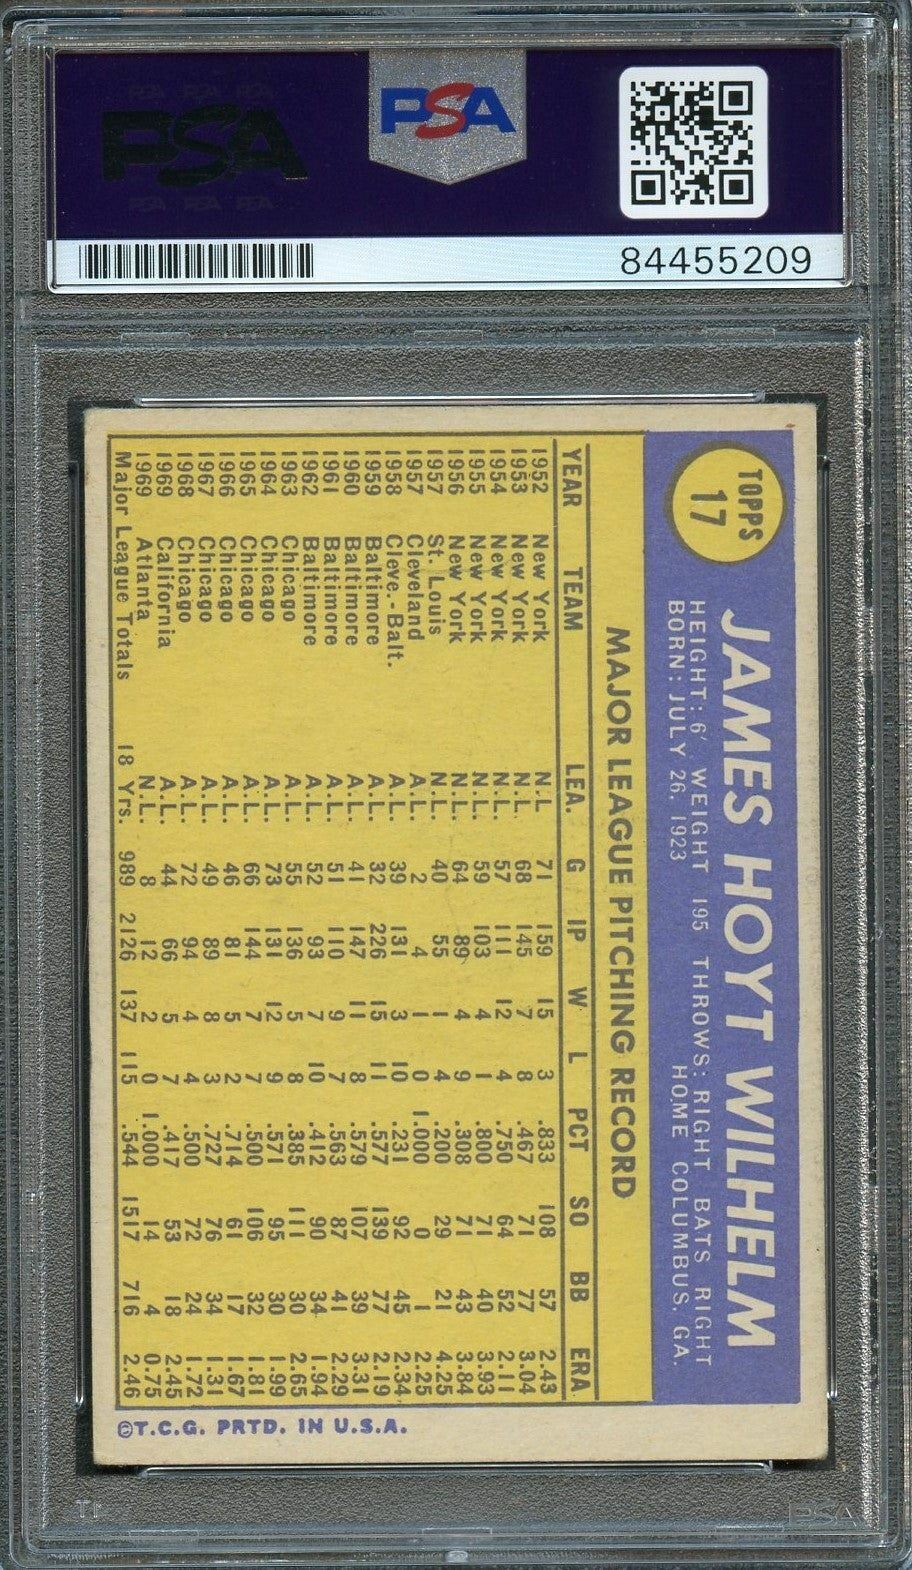 PSA PSA PSA
PSA
PSA PSA PSA
PSA
84455209
TOPPS
17
JAMES HOYT WILHELM
HEIGHT: 6' WEIGHT 195 THROWS: RIGHT BATS RIGHT
BORN: JULY 26, 1923 HOME COLUMBUS, GA.
MAJOR LEAGUE PITCHING RECORD
YEAR TEAM LEA. G IP W L PCT SO BB ERA
1952 New York N.L 71 159 15 3 .833 108 57 2.43
1953 New York N.L. 68 145 7 8 .467 71 77 3.04
1954 New York N.L. 57 111 12 4 .750 64 52 2.11
1955 New York N.L. 59 103 4 1 .800 71 40 3.93
1956 New York N.L. 64 89 4 9 .308 71 43 3.84
1957 St. Louis N.L. 40 55 1 4 .200 29 21 4.25
1957 Cleveland A.L. 2 4 1 0 1.000 0 1 2.25
1958 Cleve.-Balt. A.L. 39 131 3 10 .231 92 45 2.34
1959 Baltimore A.L. 32 226 15 11 .577 139 77 2.19
1960 Baltimore A.L. 41 147 11 8 .579 107 39 3.31
1961 Baltimore A.L. 51 110 9 7 .563 87 41 2.29
1962 Baltimore A.L. 52 93 7 10 .412 90 34 1.94
1963 Chicago A.L. 55 136 5 8 .385 111 30 2.65
1964 Chicago A.L. 73 131 12 9 .571 95 30 1.99
1965 Chicago A.L. 66 144 7 7 .500 106 32 1.81
1966 Chicago A.L. 46 81 5 2 .714 61 17 1.67
1967 Chicago A.L. 49 89 8 3 .727 76 34 1.31
1968 Chicago A.L. 72 94 4 4 .500 72 24 1.72
1969 California A.L. 44 66 5 7 .417 53 18 2.45
1969 Atlanta N.L. 8 12 2 0 1.000 14 4 0.75
Major League Totals 18 Yrs. 989 2126 137 115 .544 1517 716 2.46
©T.C.G. PRTD. IN U.S.A.
PSA